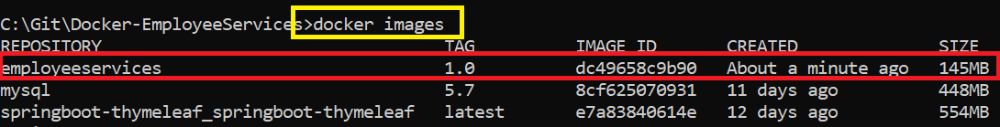 C:\Git\Docker-EmployeeServices>docker images
REPOSITORY TAG IMAGE ID CREATED SIZE
employeeservices 1.0 dc49658c9b90 About a minute ago 145MB
mysql 5.7 8cf625070931 11 days ago 448MB
springboot-thymeleaf_springboot-thymeleaf latest e7a83840614e 12 days ago 554MB